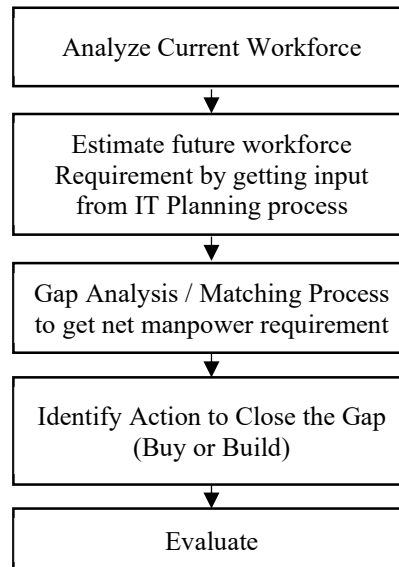 Analyze Current Workforce
Estimate future workforce
Requirement by getting input
from IT Planning process
Gap Analysis / Matching Process
to get net manpower requirement
Identify Action to Close the Gap
(Buy or Build)
Evaluate